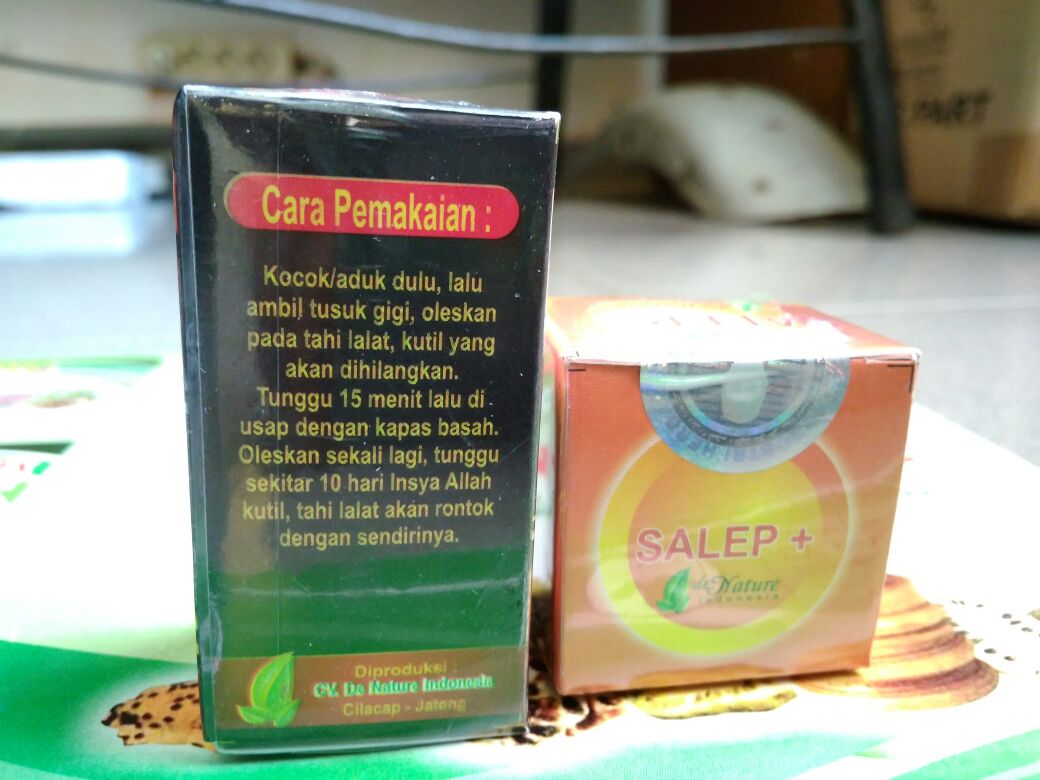 Cara Pemakaian :
Kocok/aduk dulu, lalu
ambil tusuk gigi, oleskan
pada tahi lalat, kutil yang
akan dihilangkan.
Tunggu 15 menit lalu di
usap dengan kapas basah.
Oleskan sekali lagi, tunggu
sekitar 10 hari Insya Allah
kutil, tahi lalat akan rontok
dengan sendirinya.
Diproduksi :
CV. De Nature Indonesia
Cilacap - Jateng
SALEP +
de Nature
indonesia
PART